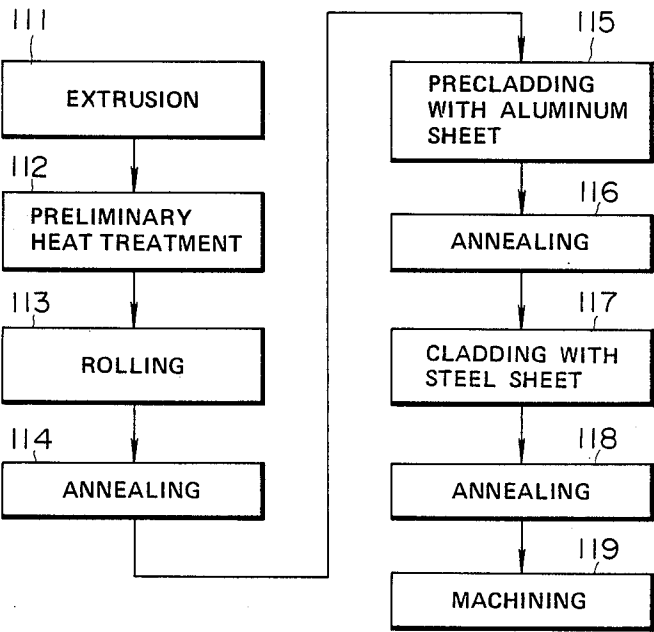 111
EXTRUSION
112
PRELIMINARY
HEAT TREATMENT
113
ROLLING
114
ANNEALING
115
PRECLADDING
WITH ALUMINUM
SHEET
116
ANNEALING
117
CLADDING WITH
STEEL SHEET
118
ANNEALING
119
MACHINING